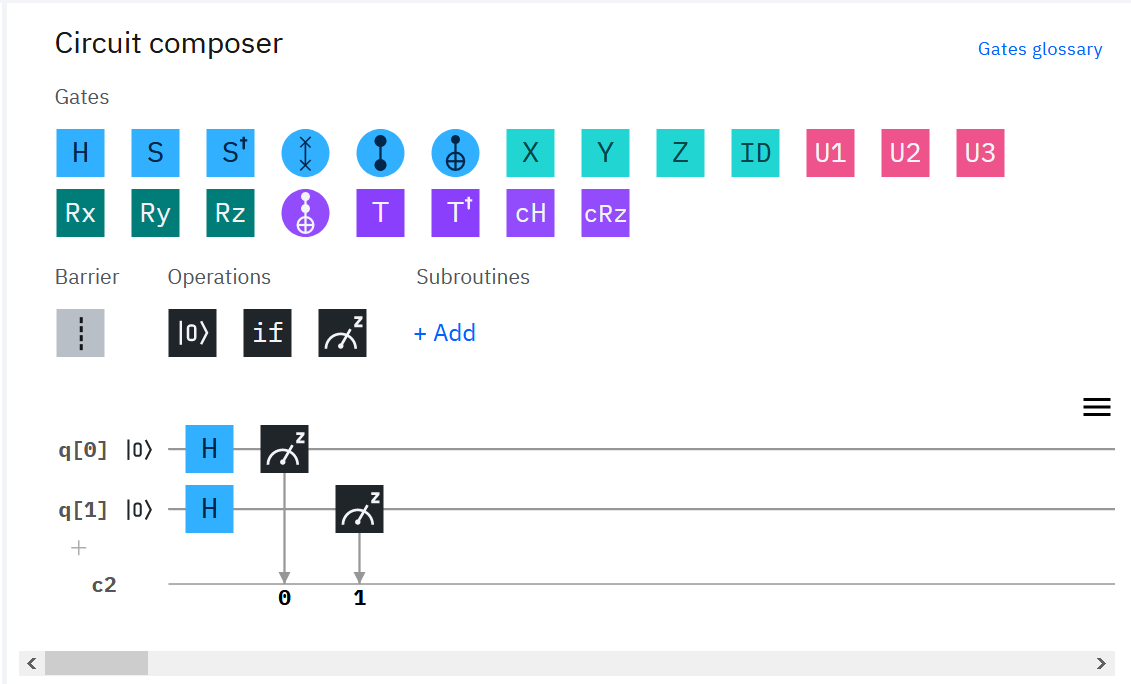 Circuit composer
Gates glossary
Gates
H S S† X Y Z ID U1 U2 U3
Rx Ry Rz T T† cH cRz
Barrier Operations Subroutines
|0⟩ if z + Add
q[0] |0⟩ H z
q[1] |0⟩ H z
+
c2
0 1